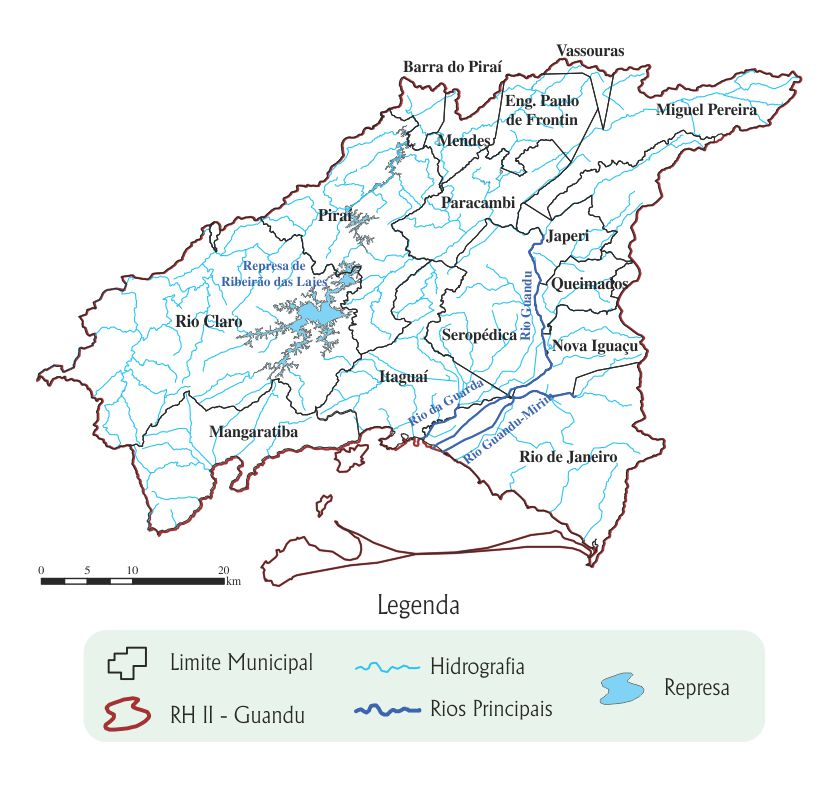 Vassouras
Barra do Piraí
Eng. Paulo
de Frontin
Miguel Pereira
Mendes
Paracambi
Piraí
Japeri
Represa de
Ribeirão das Lajes
Queimados
Rio Guandu
Rio Claro
Seropédica
Nova Iguaçu
Itaguaí
Rio da Guarda
Rio Guandu-Mirim
Mangaratiba
Rio de Janeiro
0 5 10 20
km
Legenda
Limite Municipal
Hidrografia
Represa
RH II - Guandu
Rios Principais